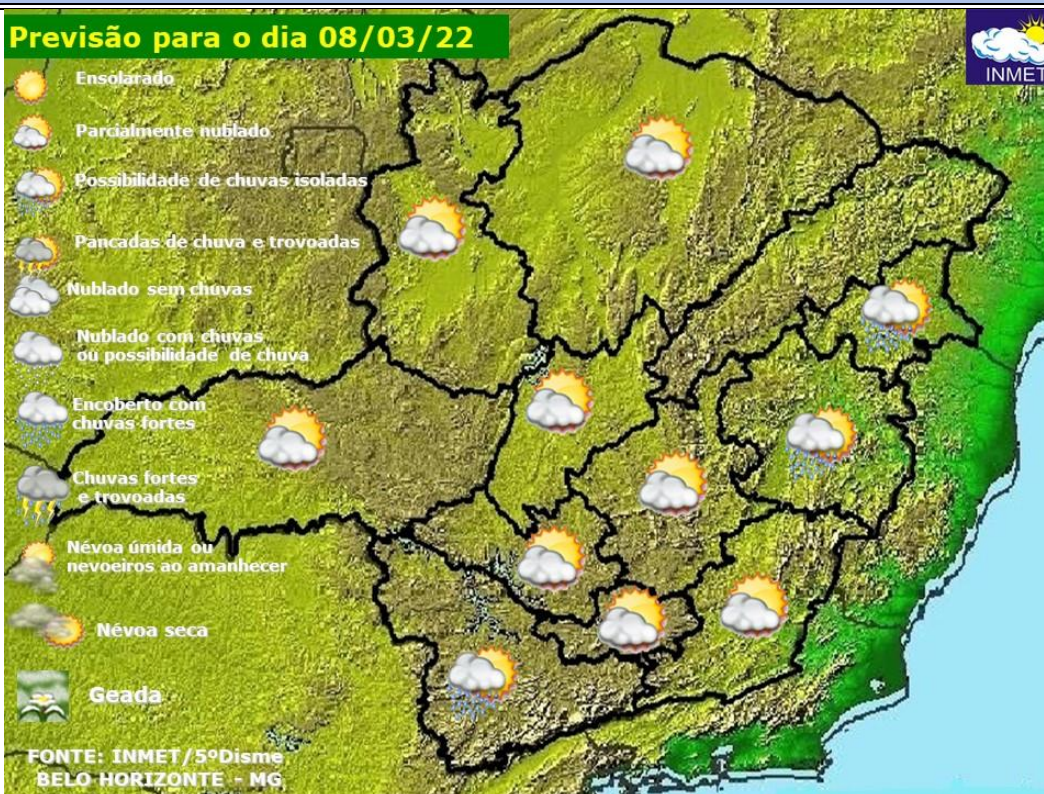 Previsão para o dia 08/03/22
INMET
Ensolarado
Parcialmente nublado
Possibilidade de chuvas isoladas
Pancadas de chuva e trovoadas
Nublado sem chuvas
Nublado com chuvas
ou possibilidade de chuva
Encoberto com
chuvas fortes
Chuvas fortes
e trovoadas
Névoa úmida ou
nevoeiros ao amanhecer
Névoa seca
Geada
FONTE: INMET/5ºDisme
BELO HORIZONTE - MG